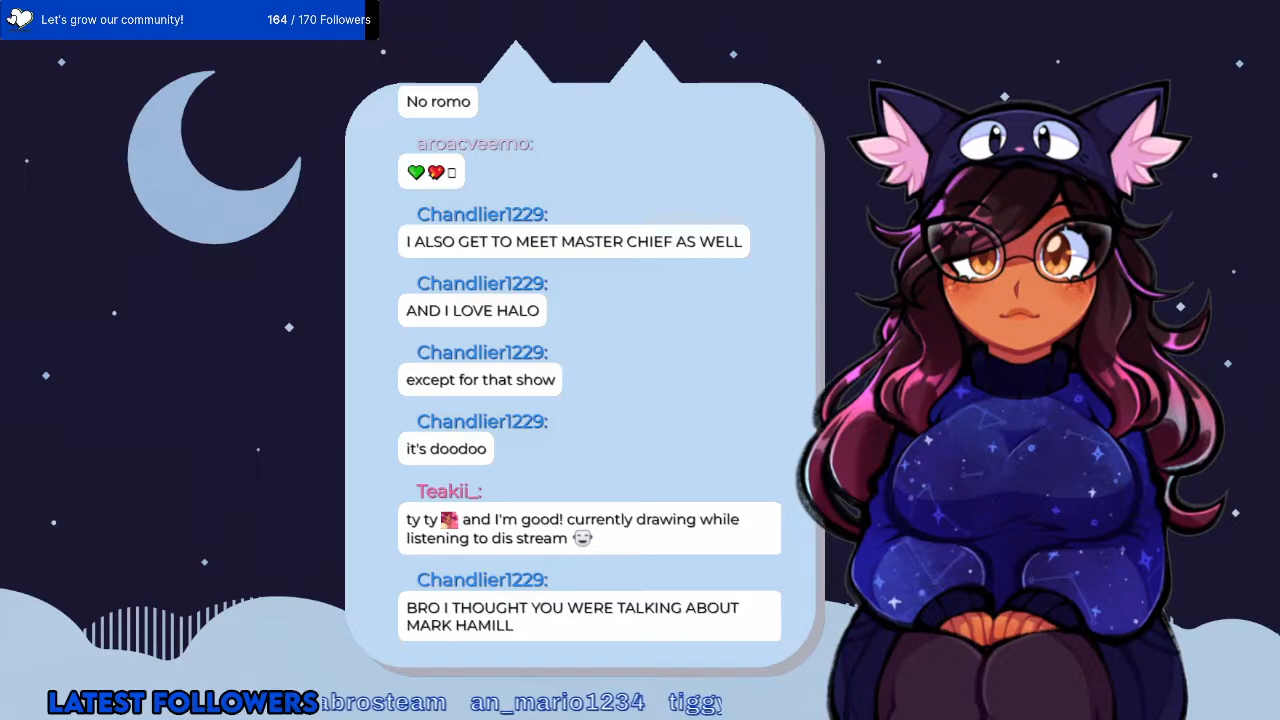 Let's grow our community!
164 / 170 Followers
No romo
aroacveemo:
Chandlier1229:
I ALSO GET TO MEET MASTER CHIEF AS WELL
Chandlier1229:
AND I LOVE HALO
Chandlier1229:
except for that show
Chandlier1229:
it's doodoo
Teakii_:
ty ty and I'm good! currently drawing while
listening to dis stream
Chandlier1229:
BRO I THOUGHT YOU WERE TALKING ABOUT
MARK HAMILL
LATEST FOLLOWERS abrosteam an_mario1234 tiggy